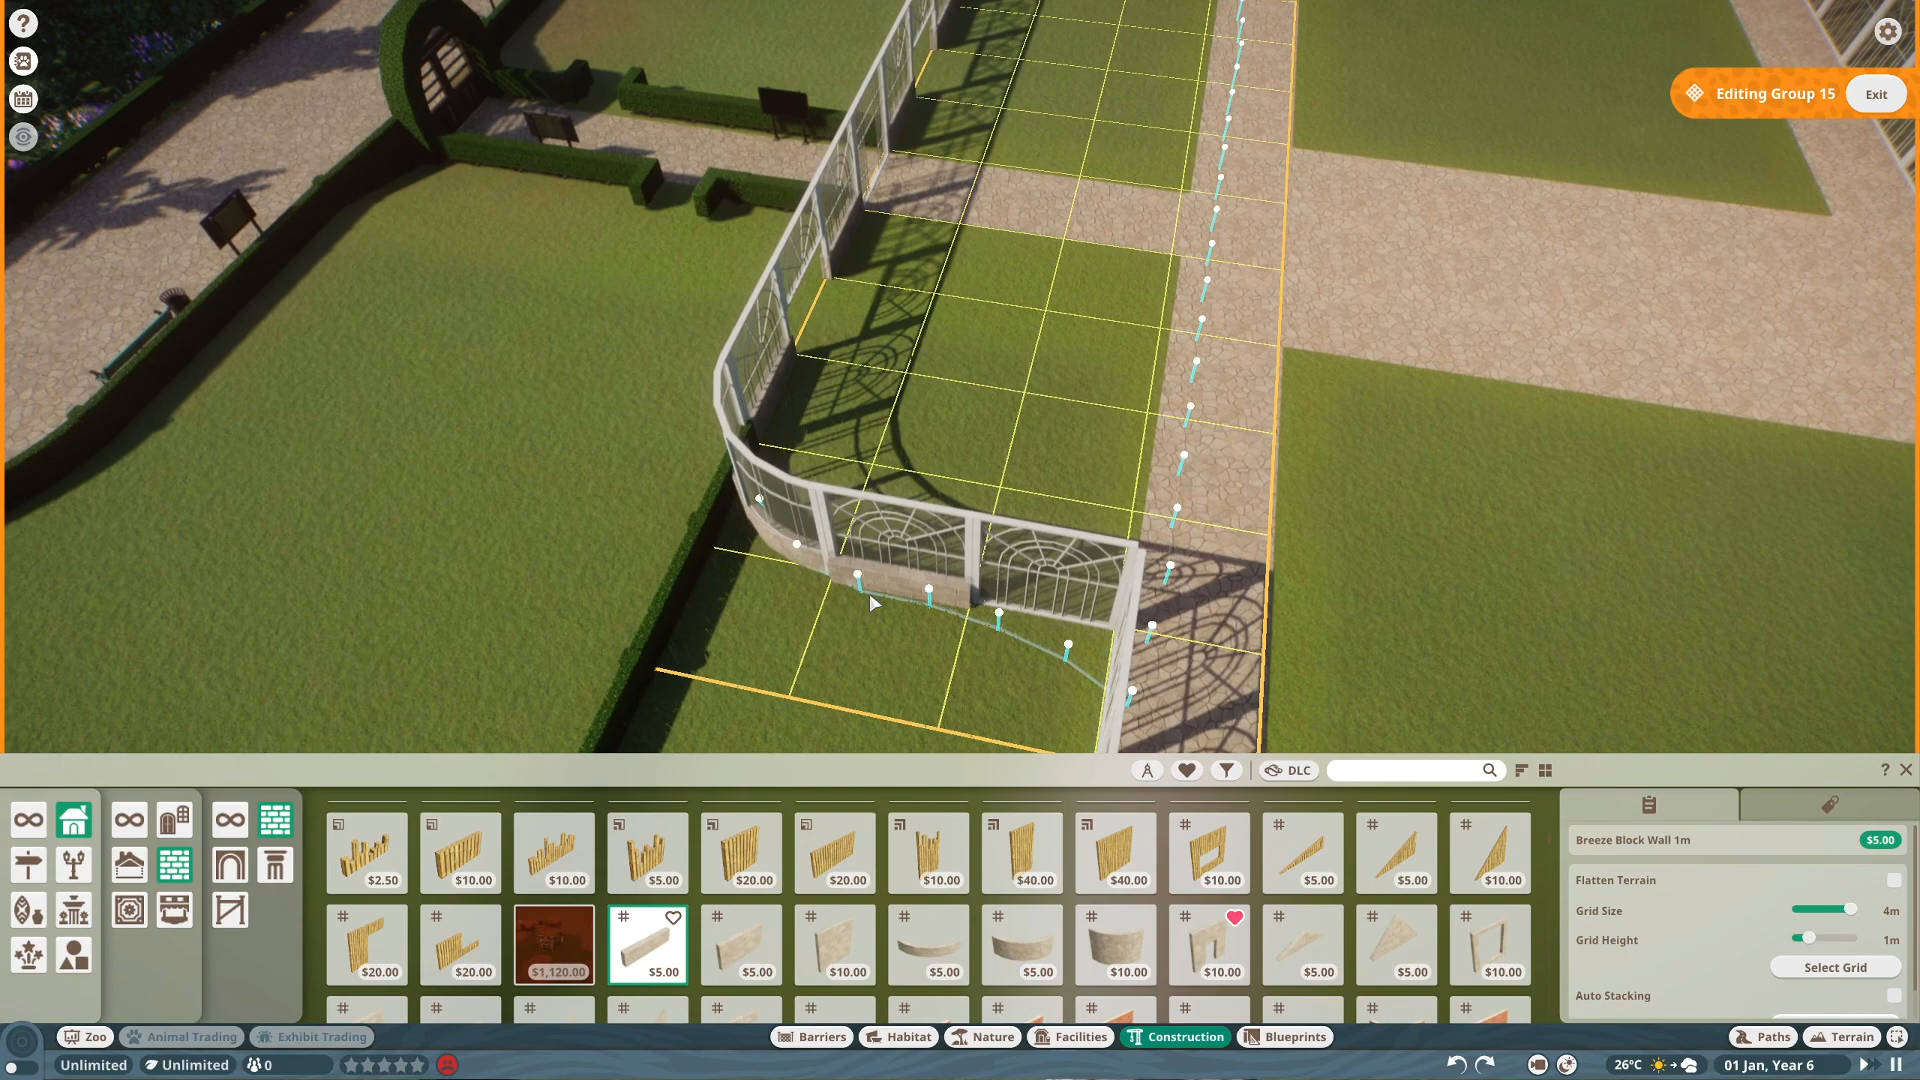 ?
Editing Group 15
Exit
DLC
? ×
$2.50
$10.00
$10.00
$5.00
$20.00
$20.00
$10.00
$40.00
$40.00
$10.00
$5.00
$5.00
$10.00
$20.00
$20.00
$1,120.00
$5.00
$5.00
$10.00
$5.00
$5.00
$10.00
$10.00
$5.00
$5.00
$10.00
Breeze Block Wall 1m
$5.00
Flatten Terrain
Grid Size
4m
Grid Height
1m
Select Grid
Auto Stacking
Zoo
Animal Trading
Exhibit Trading
Barriers
Habitat
Nature
Facilities
Construction
Blueprints
Paths
Terrain
Unlimited
Unlimited
0
26°C
01 Jan, Year 6